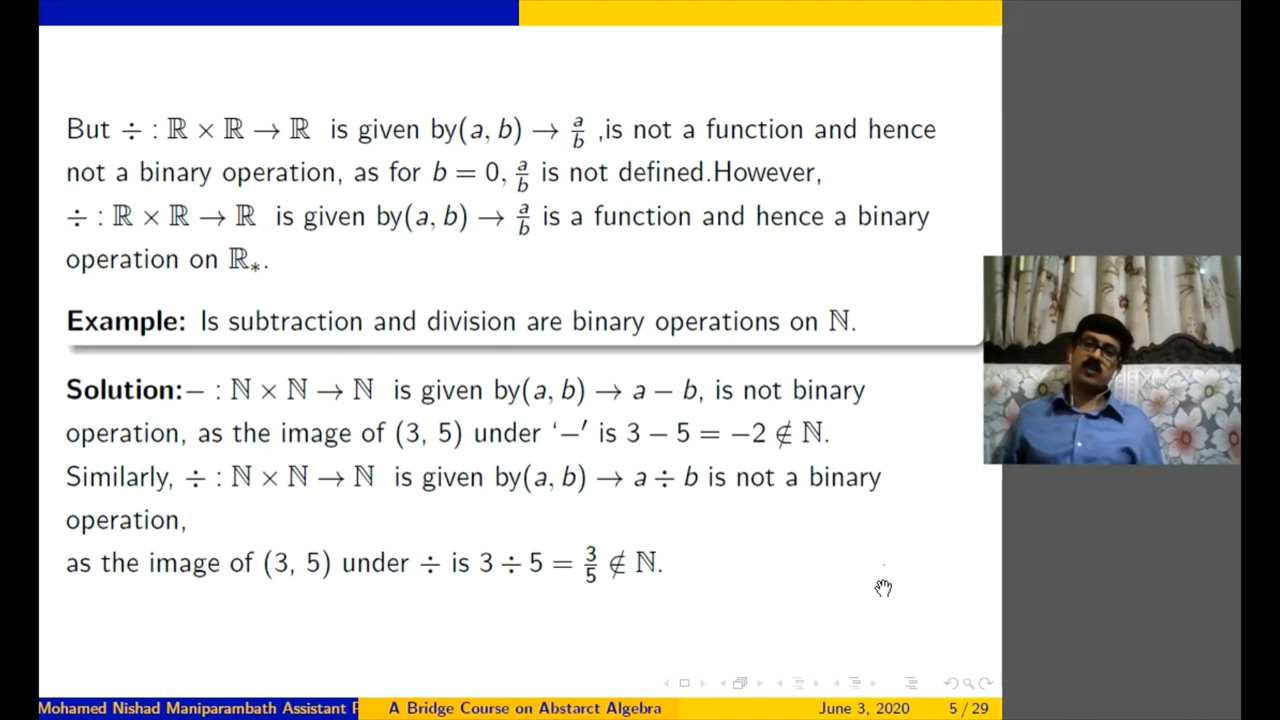 But ÷ : ℝ × ℝ → ℝ is given by(a, b) → a/b ,is not a function and hence
not a binary operation, as for b = 0, a/b is not defined.However,
÷ : ℝ × ℝ → ℝ is given by(a, b) → a/b is a function and hence a binary
operation on ℝ∗.
Example: Is subtraction and division are binary operations on ℕ.
Solution:− : ℕ × ℕ → ℕ is given by(a, b) → a − b, is not binary
operation, as the image of (3, 5) under ‘−’ is 3 − 5 = −2 ∉ ℕ.
Similarly, ÷ : ℕ × ℕ → ℕ is given by(a, b) → a ÷ b is not a binary
operation,
as the image of (3, 5) under ÷ is 3 ÷ 5 = 3/5 ∉ ℕ.
Mohamed Nishad Maniparambath Assistant P A Bridge Course on Abstarct Algebra June 3, 2020 5 / 29